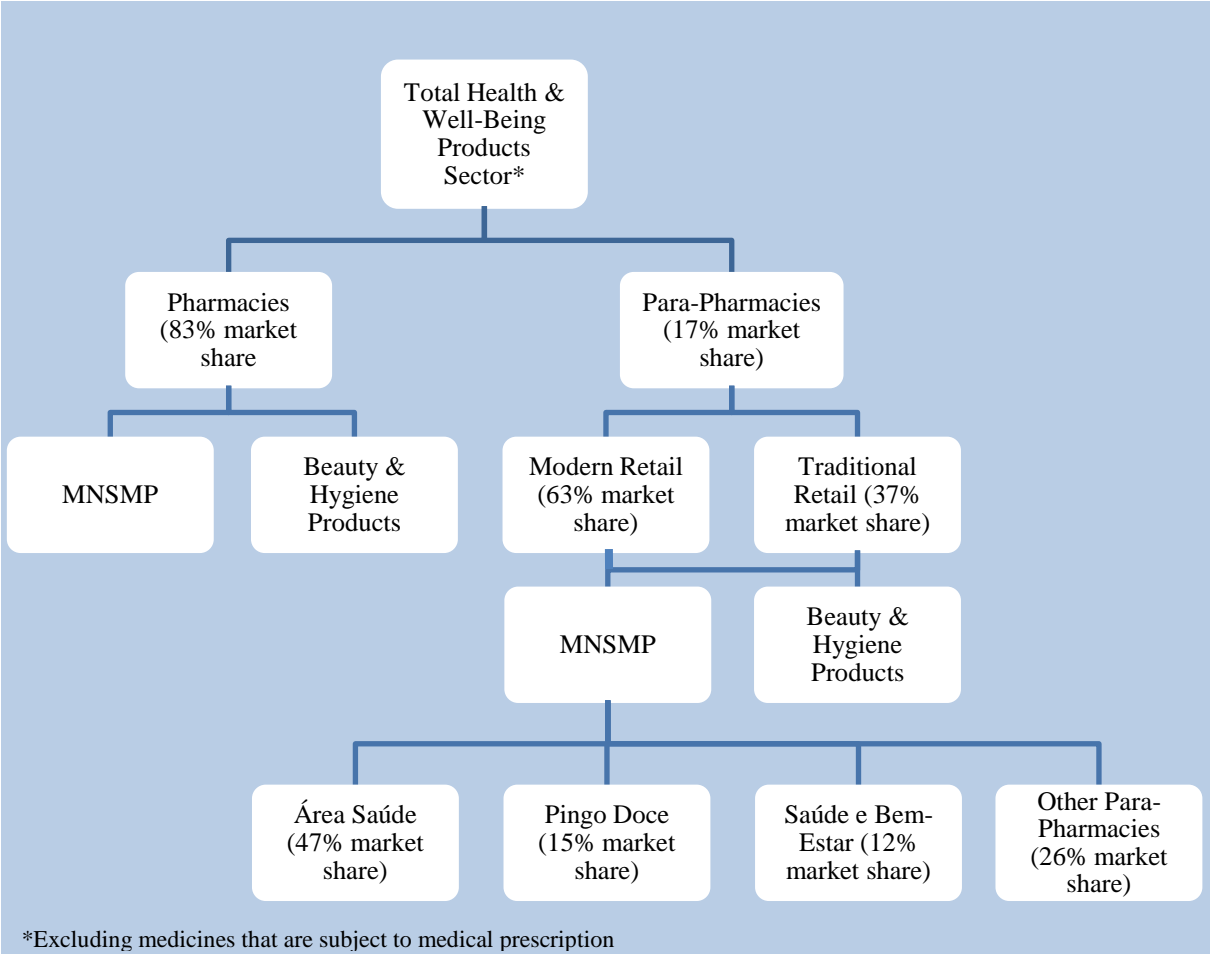 Total Health &
Well-Being
Products
Sector*
Pharmacies
(83% market
share
Para-Pharmacies
(17% market
share)
MNSMP
Beauty &
Hygiene
Products
Modern Retail
(63% market
share)
Traditional
Retail (37%
market share)
MNSMP
Beauty &
Hygiene
Products
Área Saúde
(47% market
share)
Pingo Doce
(15% market
share)
Saúde e Bem-
Estar (12%
market share)
Other Para-
Pharmacies
(26% market
share)
*Excluding medicines that are subject to medical prescription